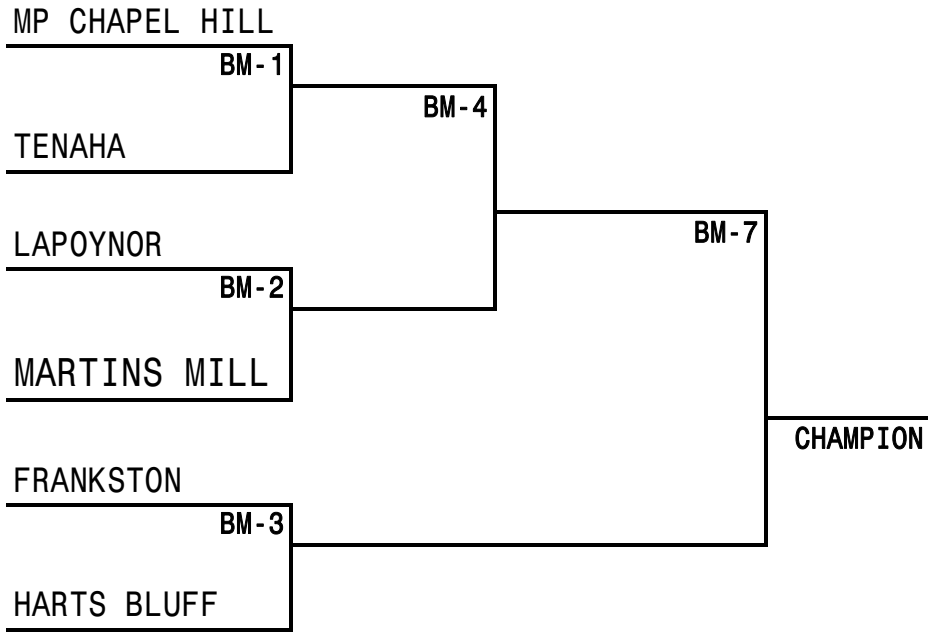 MP CHAPEL HILL
BM-1
BM-4
TENAHA
LAPOYNOR
BM-7
BM-2
MARTINS MILL
CHAMPION
FRANKSTON
BM-3
HARTS BLUFF